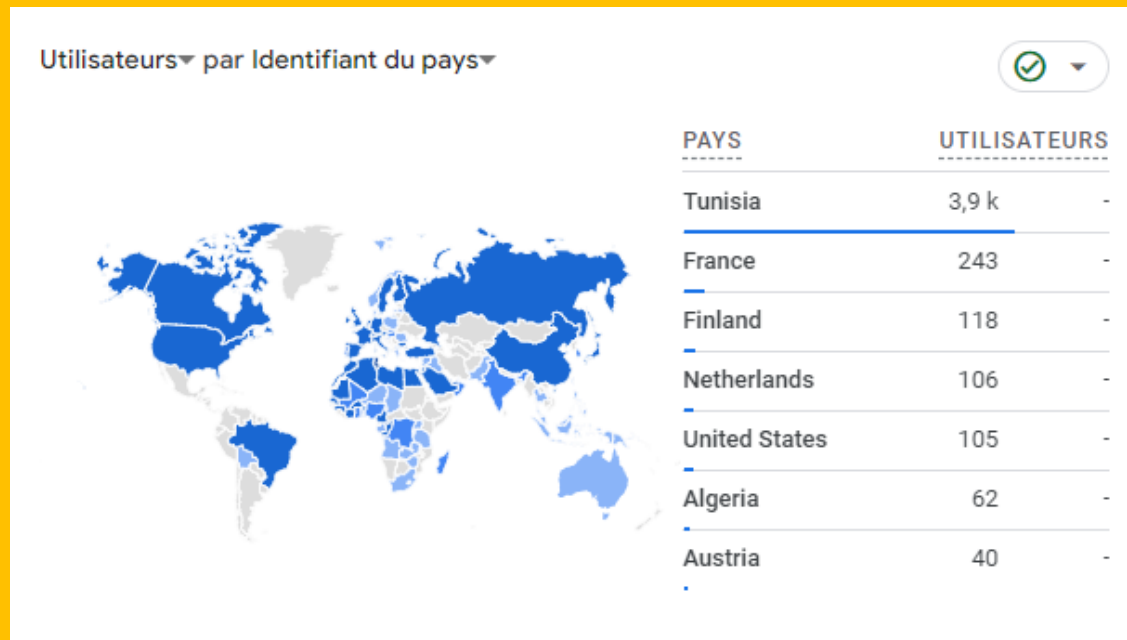 Utilisateurs par Identifiant du pays
PAYS UTILISATEURS
Tunisia 3,9 k -
France 243 -
Finland 118 -
Netherlands 106 -
United States 105 -
Algeria 62 -
Austria 40 -